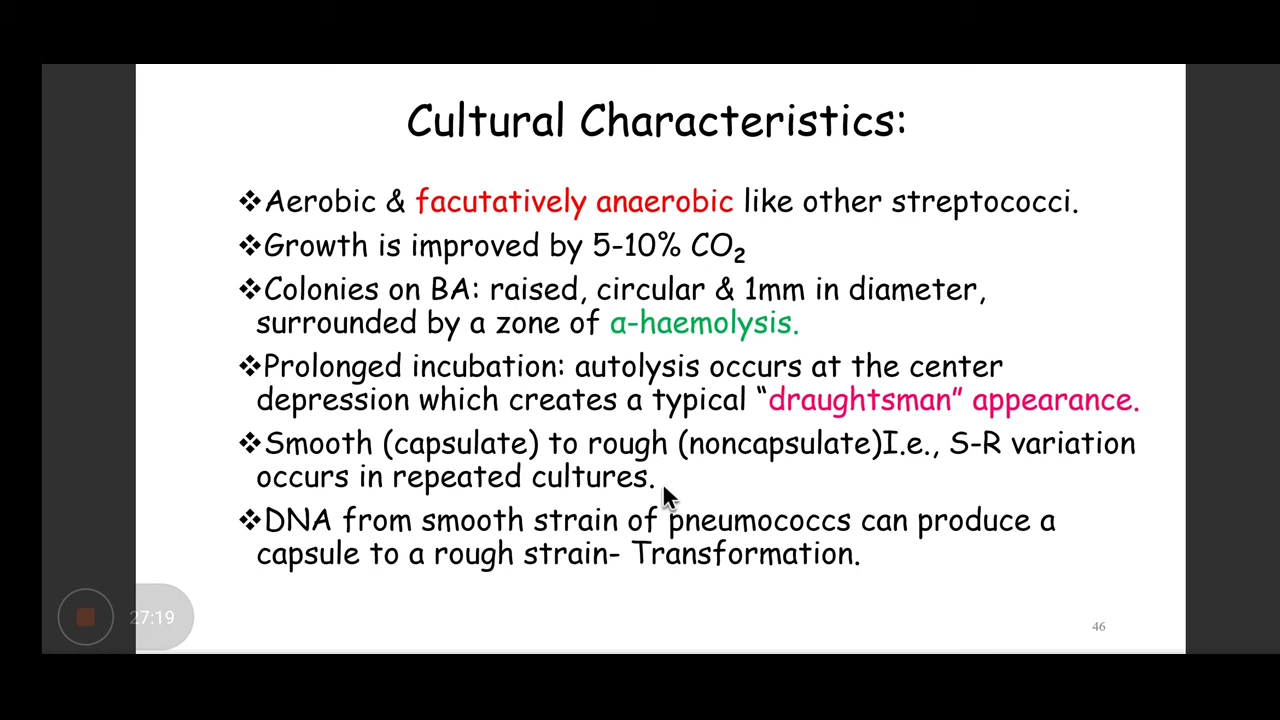 Cultural Characteristics:
❖Aerobic & facutatively anaerobic like other streptococci.
❖Growth is improved by 5-10% CO₂
❖Colonies on BA: raised, circular & 1mm in diameter,
surrounded by a zone of α-haemolysis.
❖Prolonged incubation: autolysis occurs at the center
depression which creates a typical “draughtsman” appearance.
❖Smooth (capsulate) to rough (noncapsulate)I.e., S-R variation
occurs in repeated cultures.
❖DNA from smooth strain of pneumococcs can produce a
capsule to a rough strain- Transformation.
27:19
46